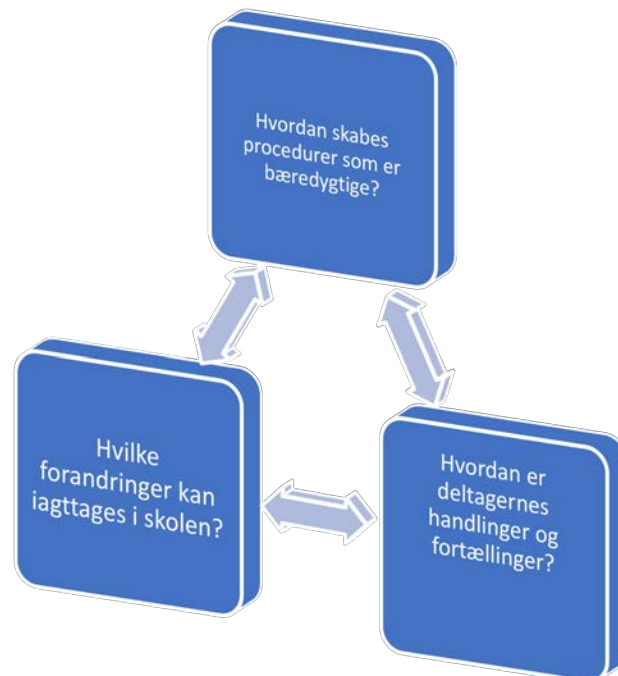 Hvordan skabes
procedurer som er
bæredygtige?
Hvilke
forandringer kan
iagttages i skolen?
Hvordan er
deltagernes
handlinger og
fortællinger?